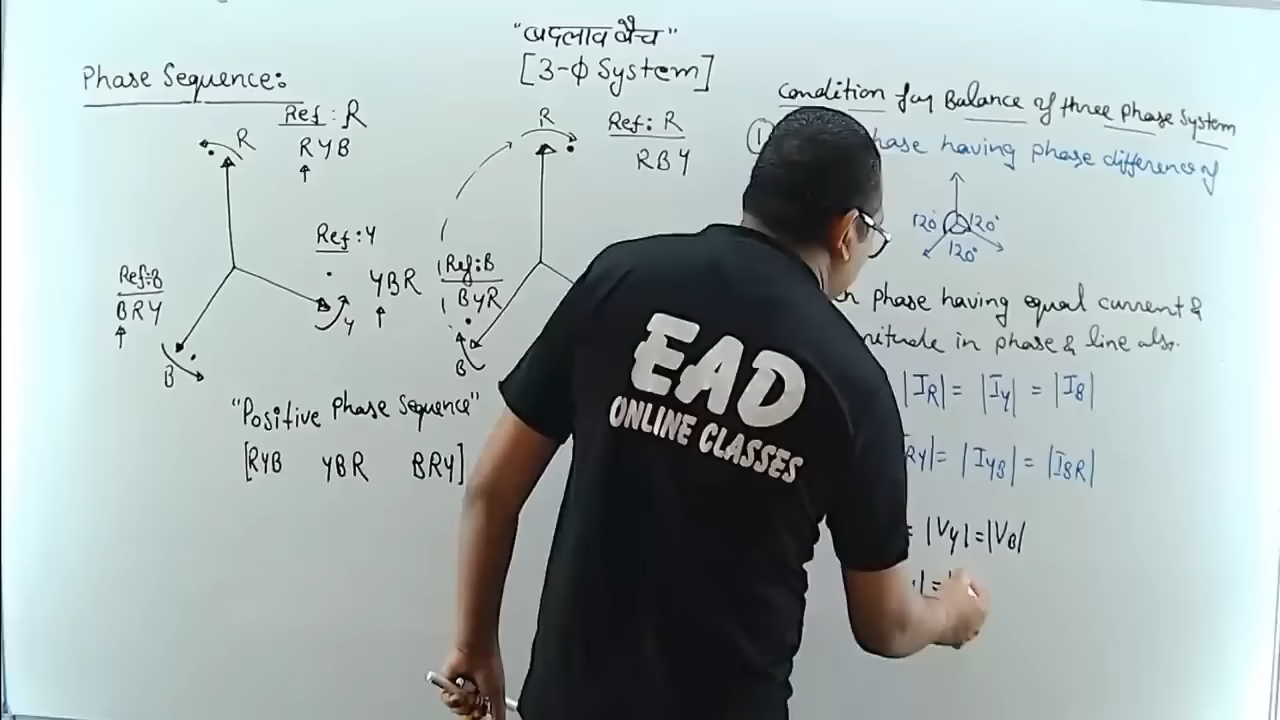 "बदलाव बैच"
[3-φ System]
Phase Sequence:
Ref: R
RYB
R
Ref: Y
YBR
Y
Ref:B
BRY
B
"Positive Phase Sequence"
[RYB YBR BRY]
R
Ref: R
RBY
Ref:B
BYR
B
Condition for Balance of three phase System
① hase having phase difference of
120° 120°
120°
phase having equal current &
nitude in phase & line also.
|IR| = |IY| = |IB|
RY| = |IYB| = |IBR|
= |VY| = |VB|
EAD
ONLINE CLASSES